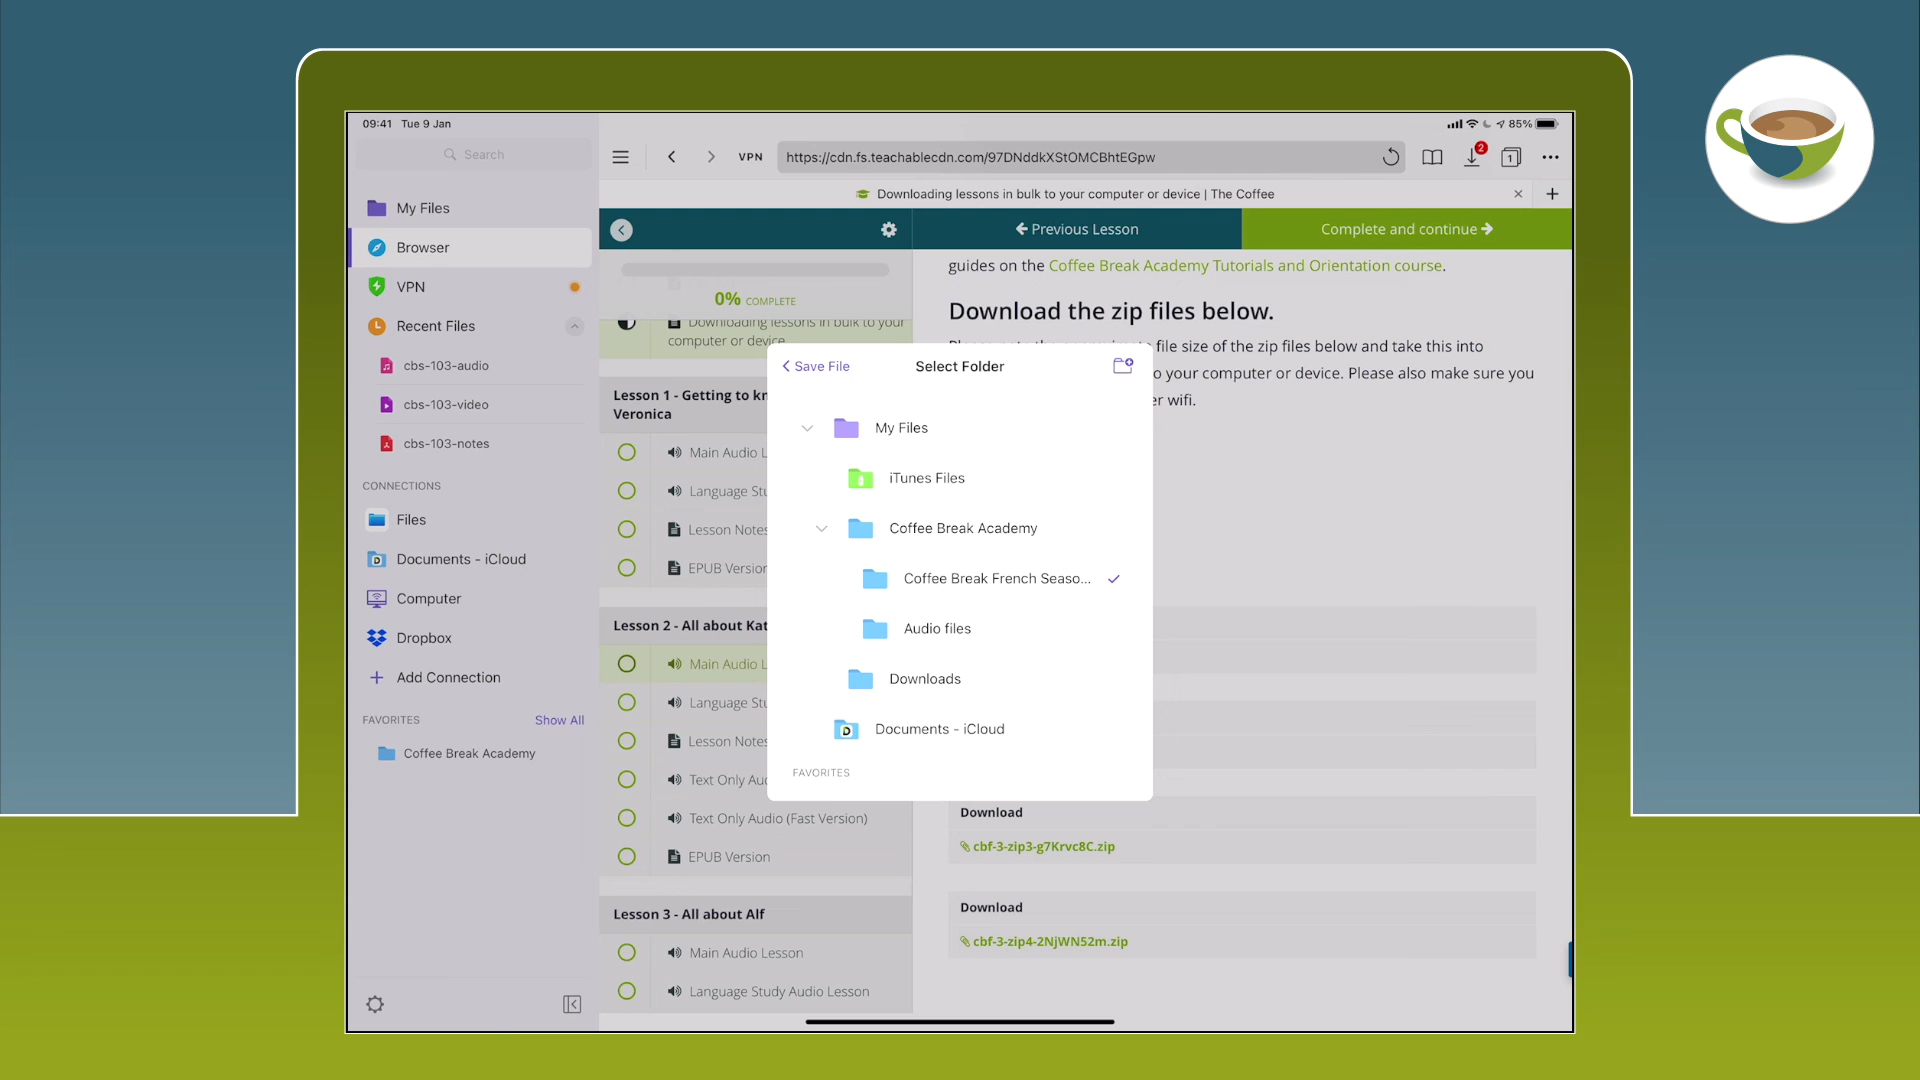 09:41 Tue 9 Jan
85%
Search
My Files
Browser
VPN
Recent Files
cbs-103-audio
cbs-103-video
cbs-103-notes
CONNECTIONS
Files
Documents - iCloud
Computer
Dropbox
Add Connection
FAVORITES Show All
Coffee Break Academy
VPN https://cdn.fs.teachablecdn.com/97DNddkXStOMCBhtEGpw
2
1
Downloading lessons in bulk to your computer or device | The Coffee
Previous Lesson
Complete and continue
0% COMPLETE
Downloading lessons in bulk to your
computer or device
Lesson 1 - Getting to kn
Veronica
Main Audio L
Language Stu
Lesson Notes
EPUB Version
Lesson 2 - All about Kat
Main Audio L
Language Stu
Lesson Notes
Text Only Aud
Text Only Audio (Fast Version)
EPUB Version
Lesson 3 - All about Alf
Main Audio Lesson
Language Study Audio Lesson
guides on the Coffee Break Academy Tutorials and Orientation course.
Download the zip files below.
file size of the zip files below and take this into
o your computer or device. Please also make sure you
er wifi.
Save File
Select Folder
My Files
iTunes Files
Coffee Break Academy
Coffee Break French Seaso...
Audio files
Downloads
Documents - iCloud
FAVORITES
Download
cbf-3-zip3-g7Krvc8C.zip
Download
cbf-3-zip4-2NjWN52m.zip